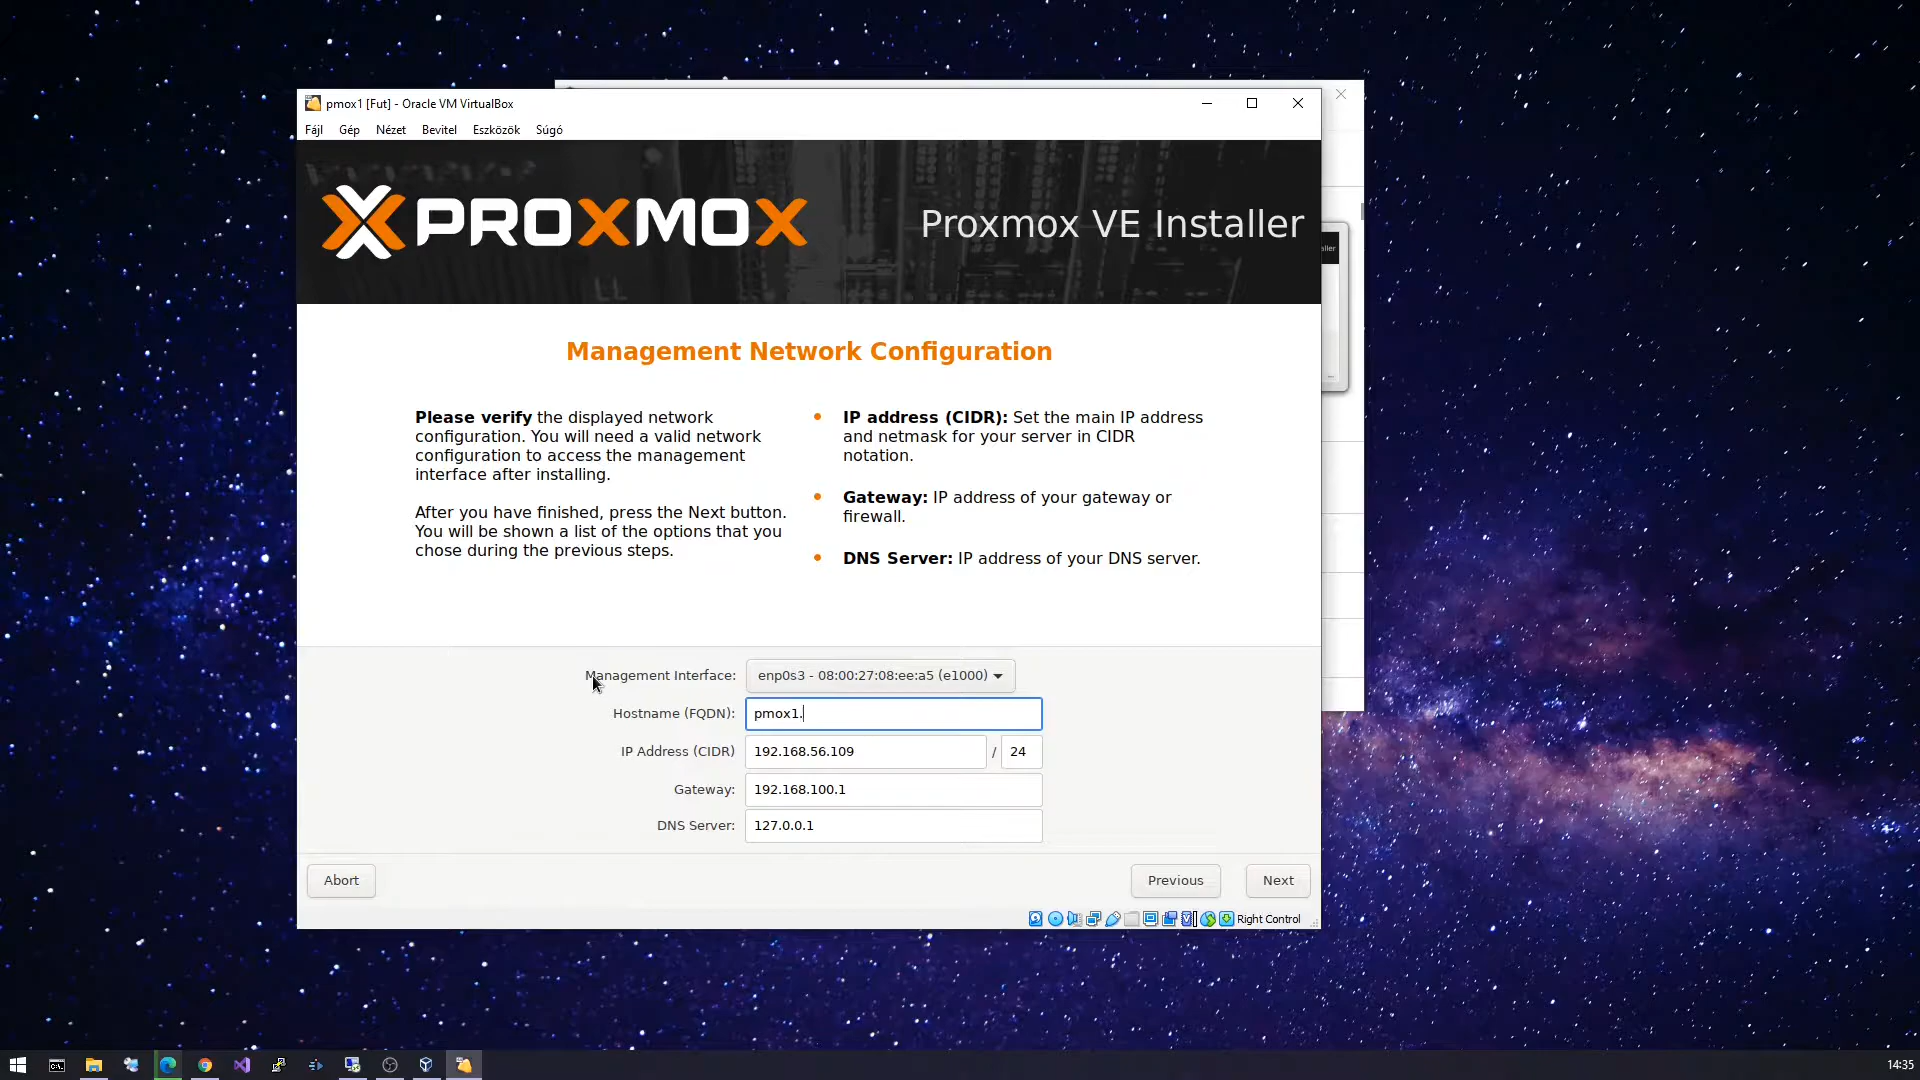 pmox1 [Fut] - Oracle VM VirtualBox
Fájl Gép Nézet Bevitel Eszközök Súgó
PROXMOX
Proxmox VE Installer
Management Network Configuration
Please verify the displayed network
configuration. You will need a valid network
configuration to access the management
interface after installing.
After you have finished, press the Next button.
You will be shown a list of the options that you
chose during the previous steps.
IP address (CIDR): Set the main IP address
and netmask for your server in CIDR
notation.
Gateway: IP address of your gateway or
firewall.
DNS Server: IP address of your DNS server.
Management Interface: enp0s3 - 08:00:27:08:ee:a5 (e1000)
Hostname (FQDN): pmox1.
IP Address (CIDR) 192.168.56.109 / 24
Gateway: 192.168.100.1
DNS Server: 127.0.0.1
Abort Previous Next
Right Control
14:35